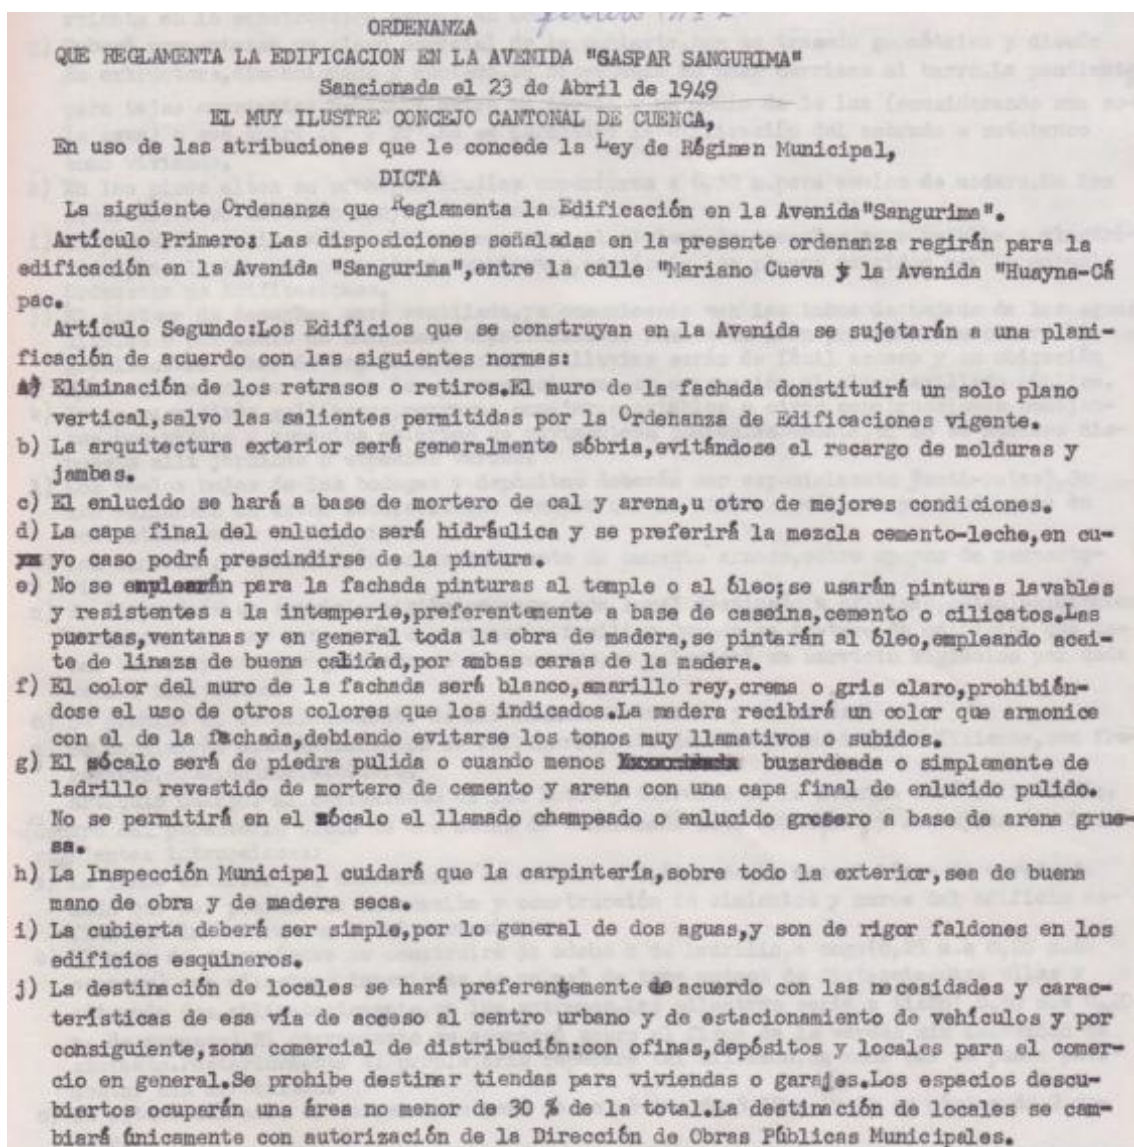 ORDENANZA
QUE REGLAMENTA LA EDIFICACION EN LA AVENIDA "GASPAR SANGURIMA"
Sancionada el 23 de Abril de 1949
EL MUY ILUSTRE CONCEJO CANTONAL DE CUENCA,
En uso de las atribuciones que le concede la Ley de Régimen Municipal,
DICTA
La siguiente Ordenanza que Reglamenta la Edificación en la Avenida"Sangurima".
Artículo Primero: Las disposiciones señaladas en la presente ordenanza regirán para la
edificación en la Avenida "Sangurima",entre la calle "Mariano Cueva y la Avenida "Huayna-Cá
pac.
Artículo Segundo:Los Edificios que se construyan en la Avenida se sujetarán a una plani-
ficación de acuerdo con las siguientes normas:
a) Eliminación de los retrasos o retiros.El muro de la fachada donstituirá un solo plano
vertical,salvo las salientes permitidas por la Ordenanza de Edificaciones vigente.
b) La arquitectura exterior será generalmente sóbria,evitándose el recargo de molduras y
jambas.
c) El enlucido se hará a base de mortero de cal y arena,u otro de mejores condiciones.
d) La capa final del enlucido será hidráulica y se preferirá la mezcla cemento-leche,en cu-
yo caso podrá prescindirse de la pintura.
e) No se emplearán para la fachada pinturas al temple o al óleo;se usarán pinturas lavables
y resistentes a la intemperie,preferentemente a base de caseina,cemento o cilicatos.Las
puertas,ventanas y en general toda la obra de madera,se pintarán al óleo,empleando acei-
te de linaza de buena calidad,por ambas caras de la madera.
f) El color del muro de la fachada será blanco,amarillo rey,crema o gris claro,prohibién-
dose el uso de otros colores que los indicados.La madera recibirá un color que armonice
con el de la fachada,debiendo evitarse los tonos muy llamativos o subidos.
g) El sócalo será de piedra pulida o cuando menos buzardeada o simplemente de
ladrillo revestido de mortero de cemento y arena con una capa final de enlucido pulido.
No se permitirá en el sócalo el llamado champeado o enlucido grosero a base de arena grue-
sa.
h) La Inspección Municipal cuidará que la carpintería,sobre todo la exterior,sea de buena
mano de obra y de madera seca.
i) La cubierta deberá ser simple,por lo general de dos aguas,y son de rigor faldones en los
edificios esquineros.
j) La destinación de locales se hará preferentemente de acuerdo con las necesidades y carac-
terísticas de esa vía de acceso al centro urbano y de estacionamiento de vehículos y por
consiguiente,zona comercial de distribución:con ofinas,depósitos y locales para el comer-
cio en general.Se prohibe destinar tiendas para viviendas o garajes.Los espacios descu-
biertos ocuparán una área no menor de 30 % de la total.La destinación de locales se cam-
biará únicamente con autorización de la Dirección de Obras Públicas Municipales.